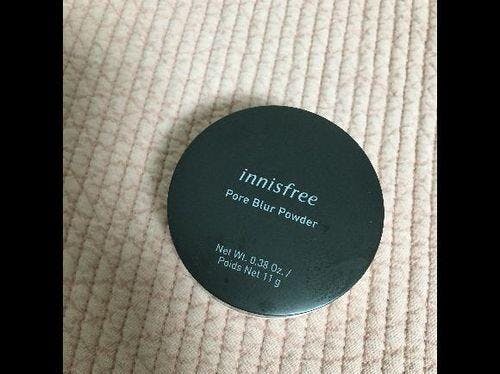 innisfree
Pore Blur Powder
Net Wt. 0.38 Oz. /
Poids Net 11 g